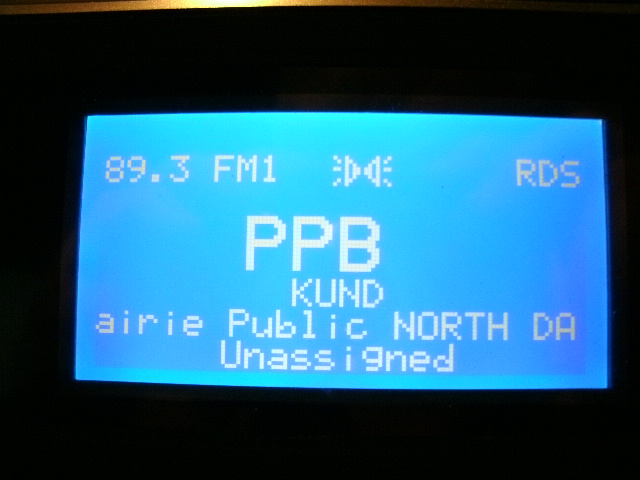 89.3 FM1 RDS
PPB
KUND
airie Public NORTH DA
Unassigned